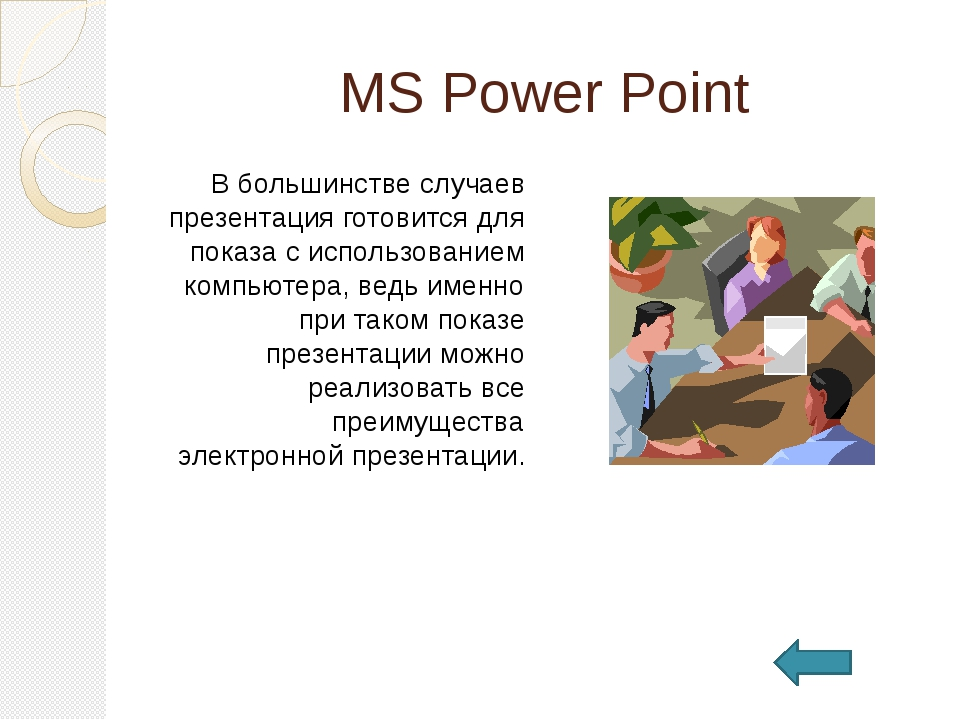 MS Power Point
В большинстве случаев
презентация готовится для
показа с использованием
компьютера, ведь именно
при таком показе
презентации можно
реализовать все
преимущества
электронной презентации.